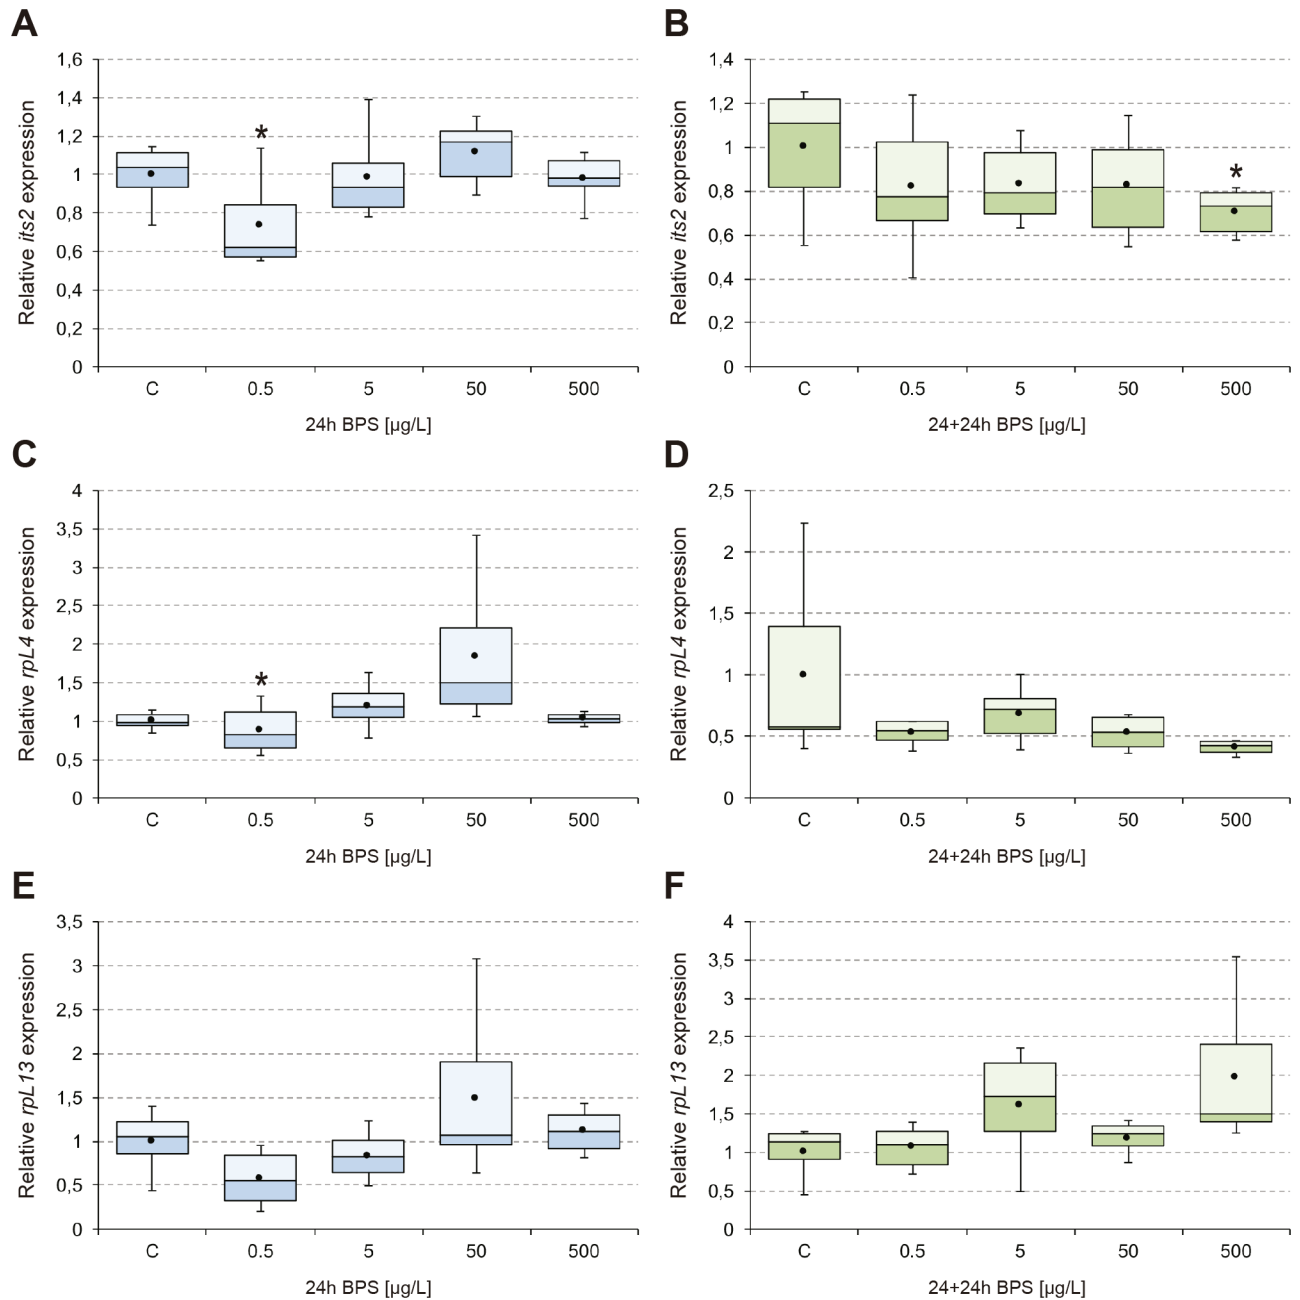 A
Relative its2 expression
1,6
1,4
1,2
1
0,8
0,6
0,4
0,2
0
*
C 0.5 5 50 500
24h BPS [µg/L]
B
Relative its2 expression
1,4
1,2
1
0,8
0,6
0,4
0,2
0
*
C 0.5 5 50 500
24+24h BPS [µg/L]
C
Relative rpL4 expression
4
3,5
3
2,5
2
1,5
1
0,5
0
*
C 0.5 5 50 500
24h BPS [µg/L]
D
Relative rpL4 expression
2,5
2
1,5
1
0,5
0
C 0.5 5 50 500
24+24h BPS [µg/L]
E
Relative rpL13 expression
3,5
3
2,5
2
1,5
1
0,5
0
C 0.5 5 50 500
24h BPS [µg/L]
F
Relative rpL13 expression
4
3,5
3
2,5
2
1,5
1
0,5
0
C 0.5 5 50 500
24+24h BPS [µg/L]